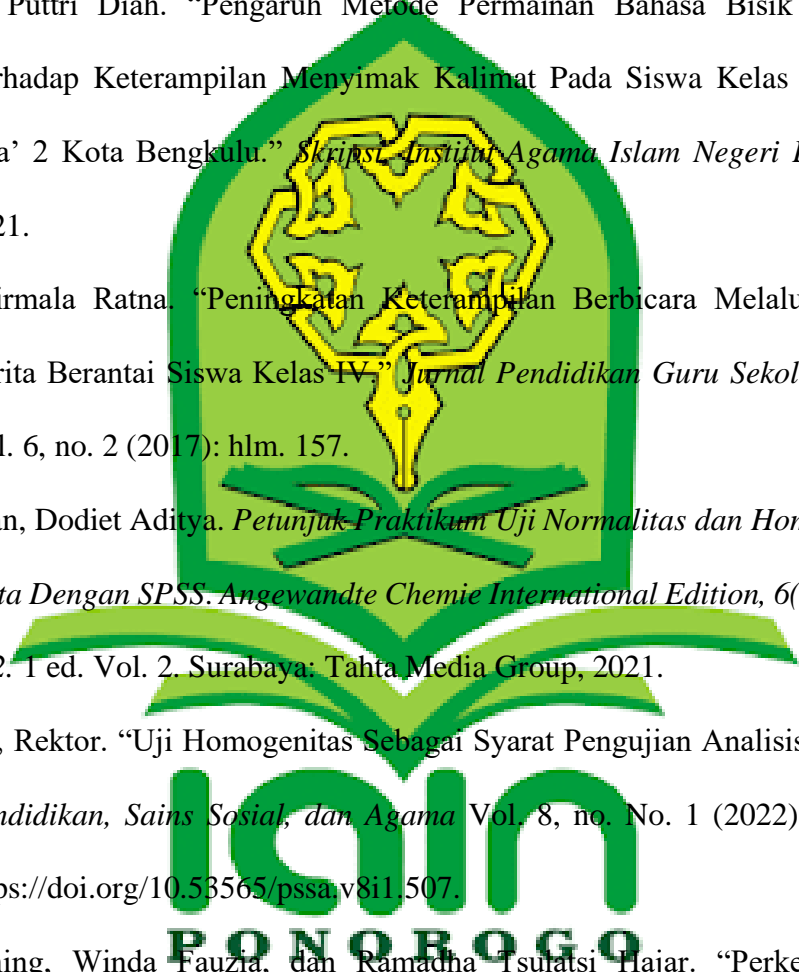 Puttri Diah. “Pengaruh Metode Permainan Bahasa Bisik
rhadap Keterampilan Menyimak Kalimat Pada Siswa Kelas
a’ 2 Kota Bengkulu.” Skripsi, Institut Agama Islam Negeri
21.
irmala Ratna. “Peningkatan Keterampilan Berbicara Melalu
rita Berantai Siswa Kelas IV.” Jurnal Pendidikan Guru Sekol
l. 6, no. 2 (2017): hlm. 157.
an, Dodiet Aditya. Petunjuk Praktikum Uji Normalitas dan Hon
ta Dengan SPSS. Angewandte Chemie International Edition, 6(
2. 1 ed. Vol. 2. Surabaya: Tahta Media Group, 2021.
, Rektor. “Uji Homogenitas Sebagai Syarat Pengujian Analisis
ndidikan, Sains Sosial, dan Agama Vol. 8, no. No. 1 (2022)
ps://doi.org/10.53565/pssa.v8i1.507.
iain
PONOROGO
ning, Winda Fauzia, dan Ramadha Tsulatsi Hajar. “Perke